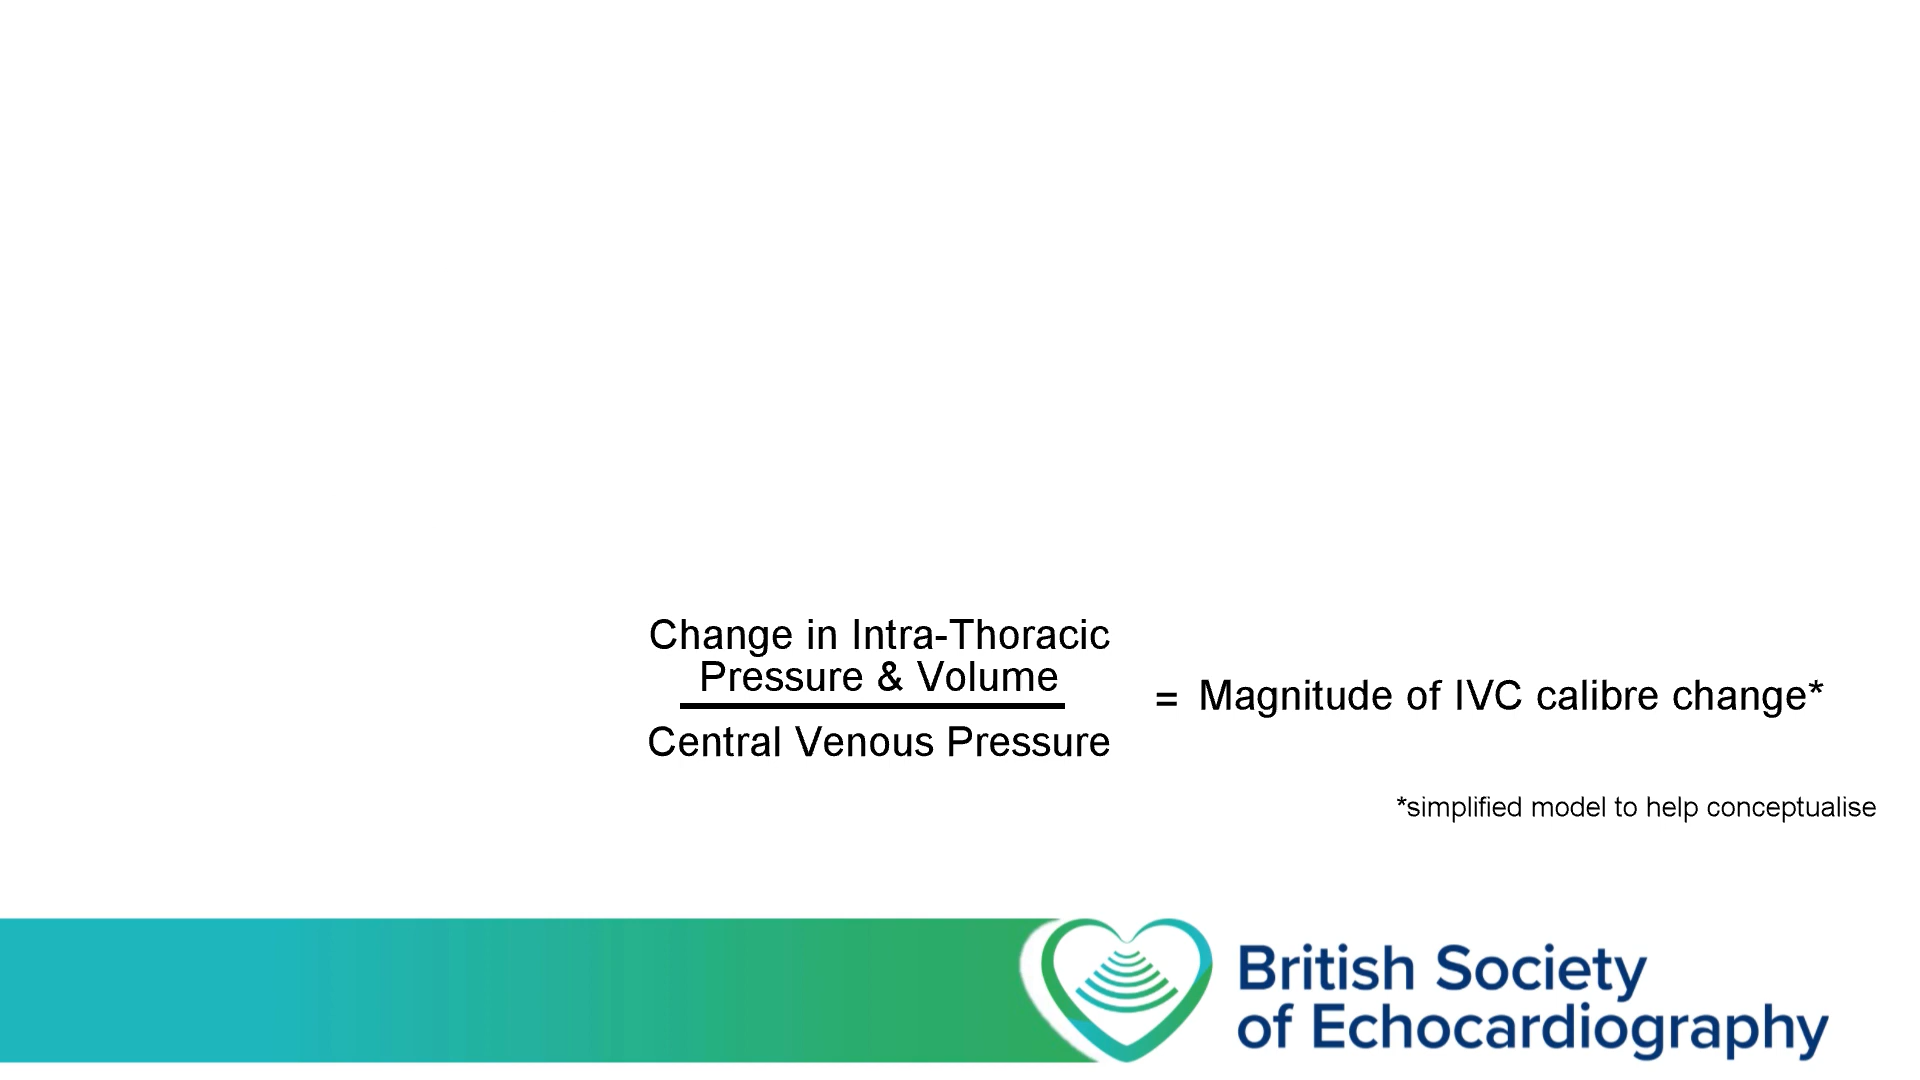 Change in Intra-Thoracic
Pressure & Volume
Central Venous Pressure
= Magnitude of IVC calibre change*
*simplified model to help conceptualise
British Society
of Echocardiography